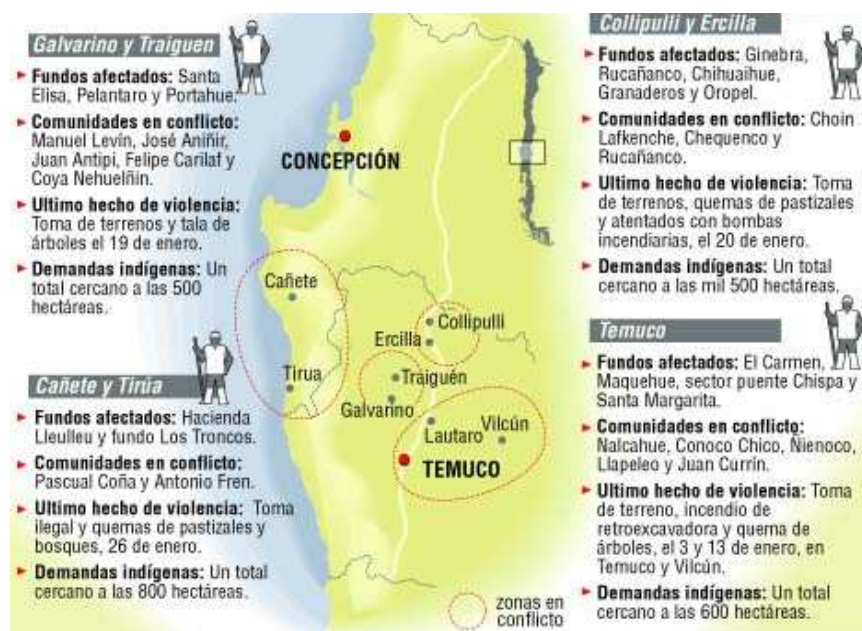 Galvarino y Traiguen
Fundos afectados: Santa
Elisa, Pelantaro y Portahue.
Comunidades en conflicto:
Manuel Levín, José Aniñir,
Juan Antipi, Felipe Carilaf y
Coya Nehuelñin.
Ultimo hecho de violencia:
Toma de terrenos y tala de
árboles el 19 de enero.
Demandas indígenas: Un
total cercano a las 500
hectáreas.
Cañete y Tirúa
Fundos afectados: Hacienda
Lleulleu y fundo Los Troncos.
Comunidades en conflicto:
Pascual Coña y Antonio Fren.
Ultimo hecho de violencia: Toma
ilegal y quemas de pastizales y
bosques, 26 de enero.
Demandas indígenas: Un total
cercano a las 800 hectáreas.
CONCEPCIÓN
Cañete
Tirua
Collipulli
Ercilla
Traiguén
Galvarino
Lautaro
Vilcún
TEMUCO
zonas en
conflicto
Collipulli y Ercilla
Fundos afectados: Ginebra,
Rucañanco, Chihuaihue,
Granaderos y Oropel.
Comunidades en conflicto: Choin
Lafkenche, Chequenco y
Rucañanco.
Ultimo hecho de violencia: Toma
de terrenos, quemas de pastizales
y atentados con bombas
incendiarias, el 20 de enero.
Demandas indígenas: Un total
cercano a las mil 500 hectáreas.
Temuco
Fundos afectados: El Carmen,
Maquehue, sector puente Chispa y
Santa Margarita.
Comunidades en conflicto:
Nalcahue, Conoco Chico, Ñienoco,
Llapeleo y Juan Currín.
Ultimo hecho de violencia: Toma
de terreno, incendio de
retroexcavadora y quema de
árboles, el 3 y 13 de enero, en
Temuco y Vilcún.
Demandas indígenas: Un total
cercano a las 600 hectáreas.